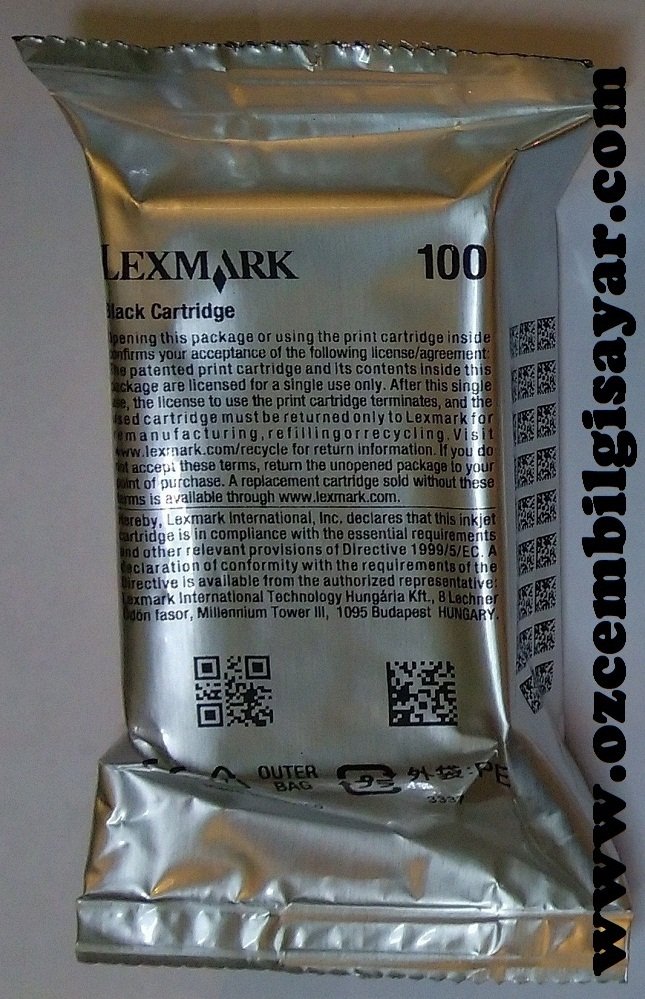 LEXMARK 100
Black Cartridge
Opening this package or using the print cartridge inside
confirms your acceptance of the following license/agreement:
The patented print cartridge and its contents inside this
package are licensed for a single use only. After this single
use, the license to use the print cartridge terminates, and the
used cartridge must be returned only to Lexmark for
remanufacturing, refilling or recycling. Visit
www.lexmark.com/recycle for return information. If you do
not accept these terms, return the unopened package to your
point of purchase. A replacement cartridge sold without these
terms is available through www.lexmark.com.
Hereby, Lexmark International, Inc. declares that this inkjet
cartridge is in compliance with the essential requirements
and other relevant provisions of Directive 1999/5/EC. A
declaration of conformity with the requirements of the
Directive is available from the authorized representative:
Lexmark International Technology Hungária Kft., 8 Lechner
Ödön fasor, Millennium Tower III, 1095 Budapest HUNGARY.
OUTER 外袋:PE
BAG
3337
www.ozcembilgisayar.com